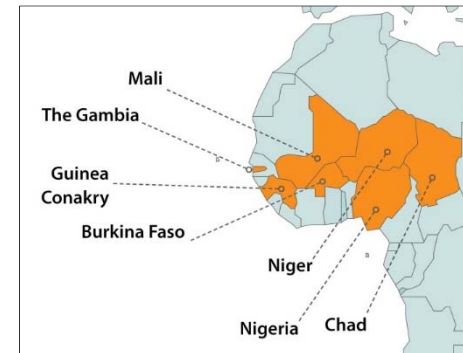 Mali
The Gambia
Guinea
Conakry
Burkina Faso
Niger
Nigeria
Chad